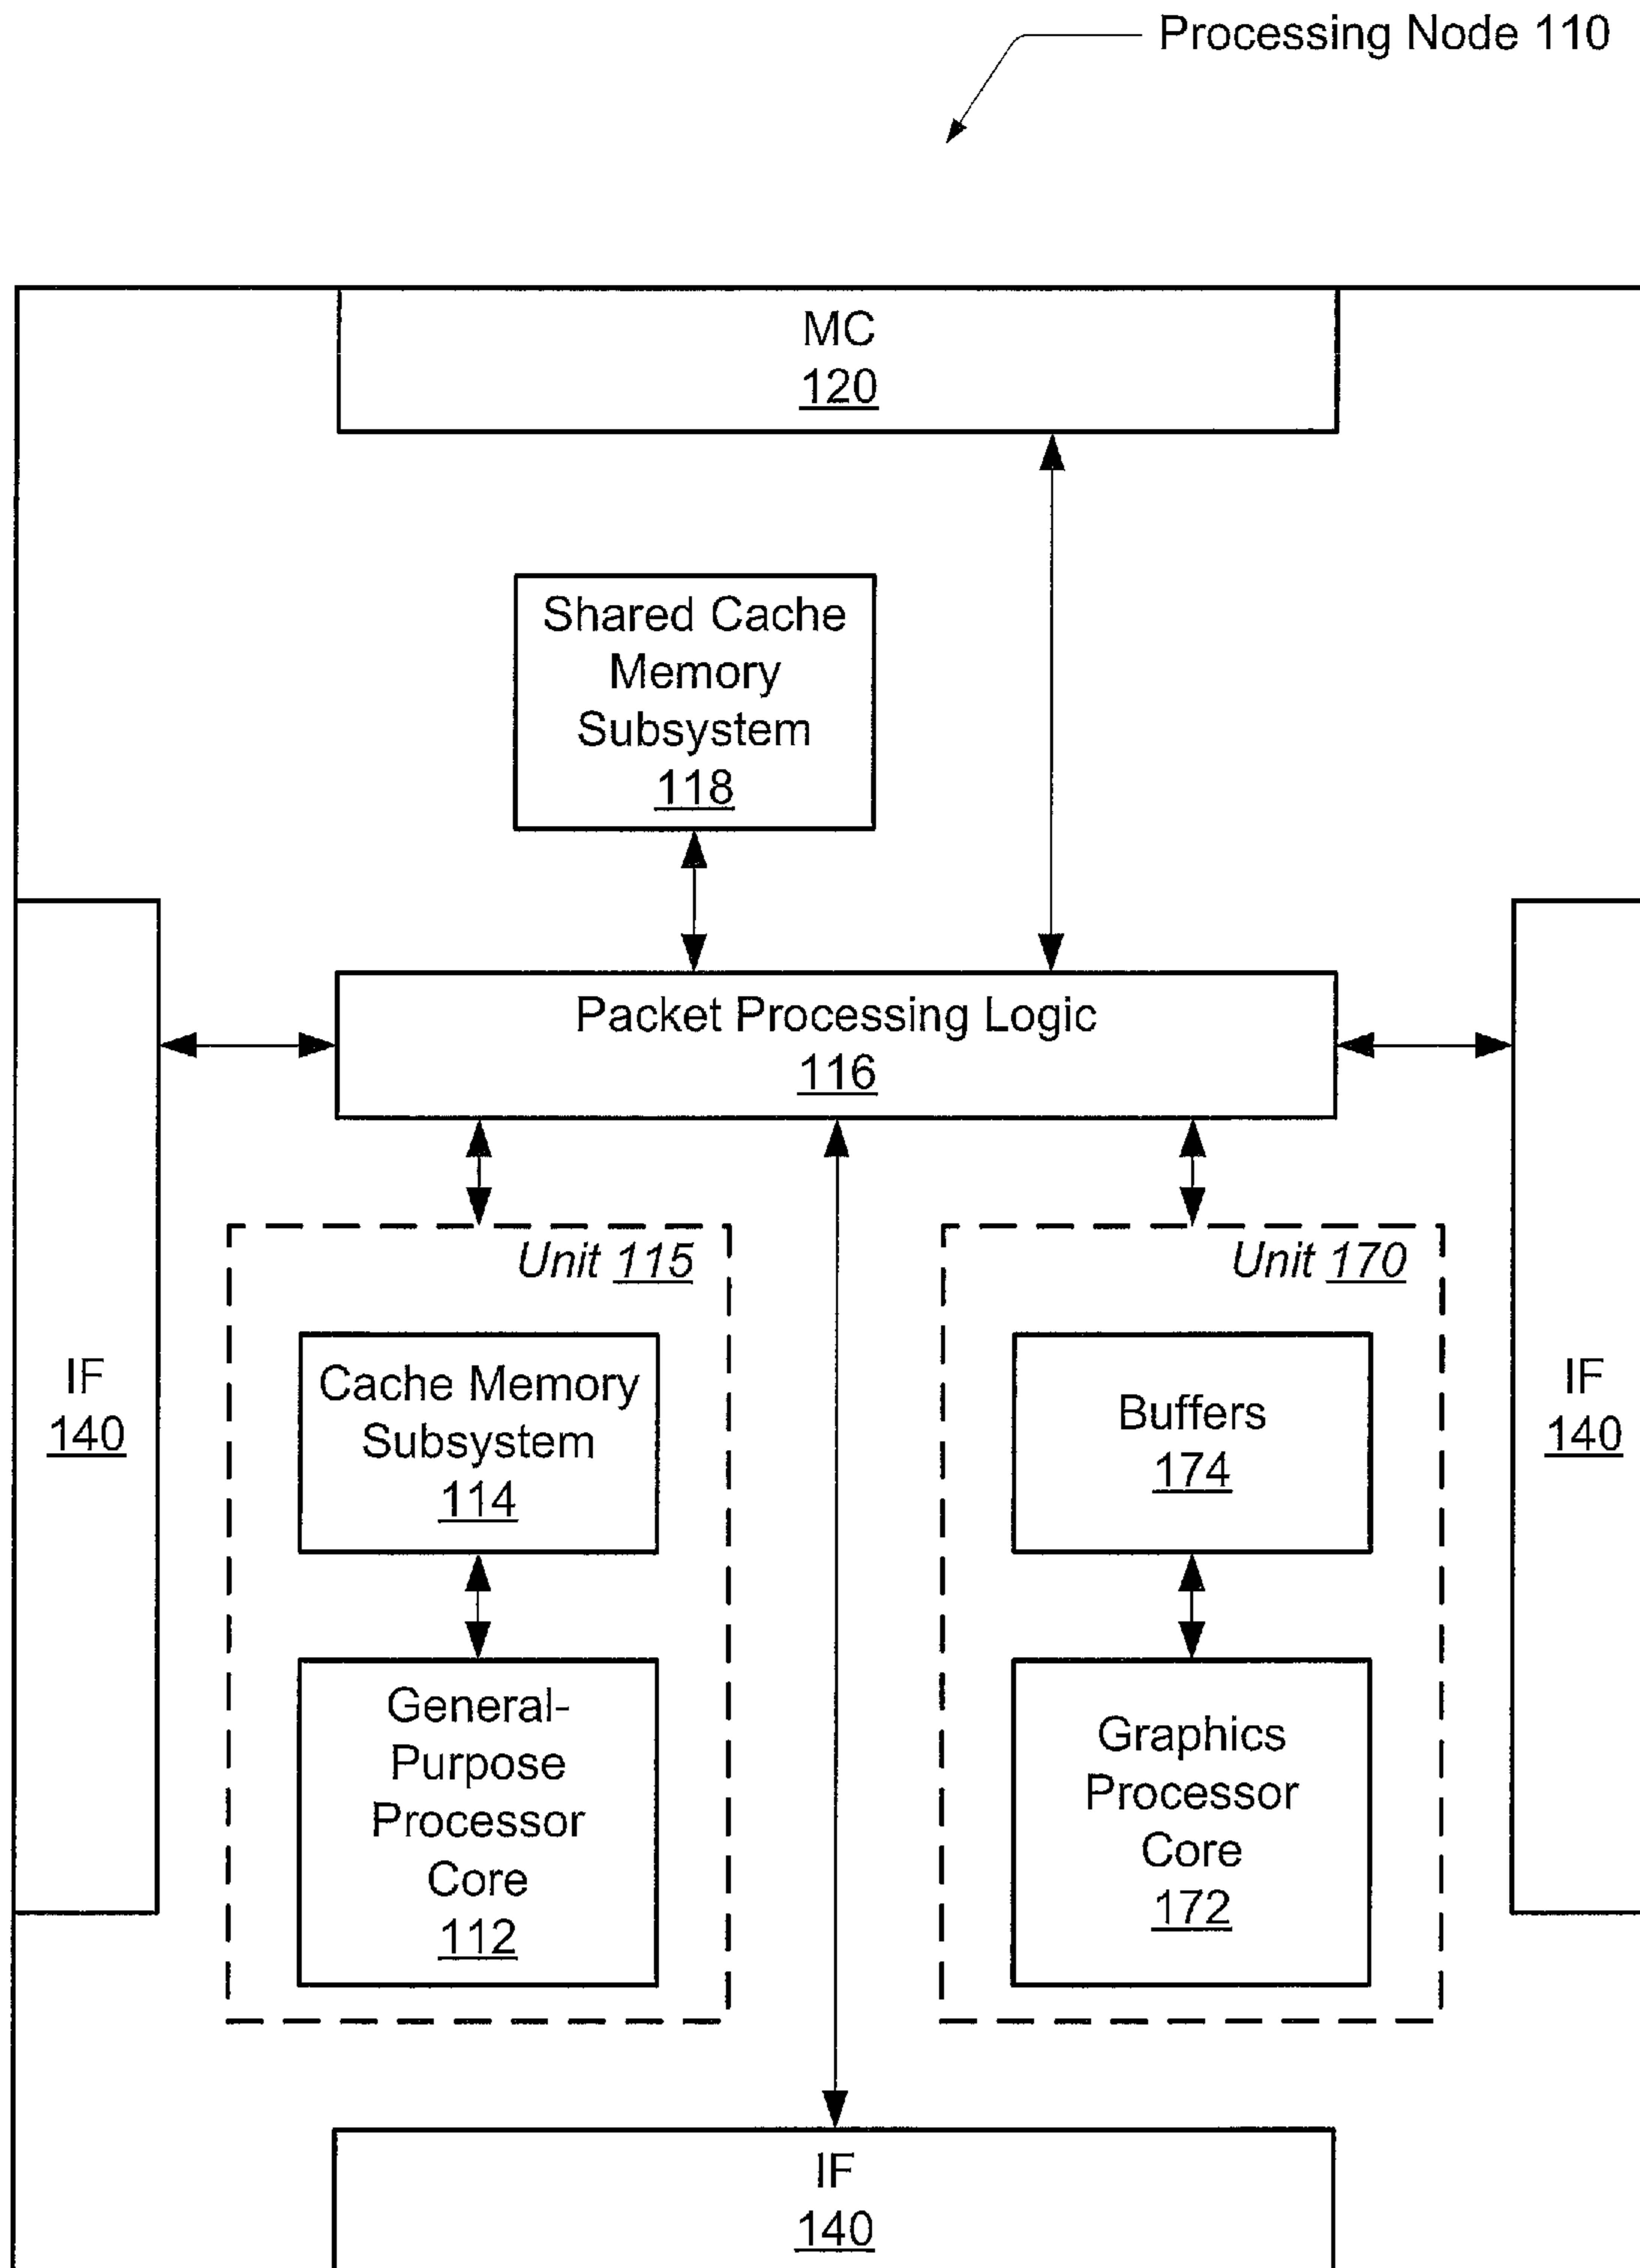 Processing Node 110
MC
120
Shared Cache
Memory
Subsystem
118
Packet Processing Logic
116
Unit 115
Unit 170
IF
140
Cache Memory
Subsystem
114
Buffers
174
IF
140
General-
Purpose
Processor
Core
112
Graphics
Processor
Core
172
IF
140